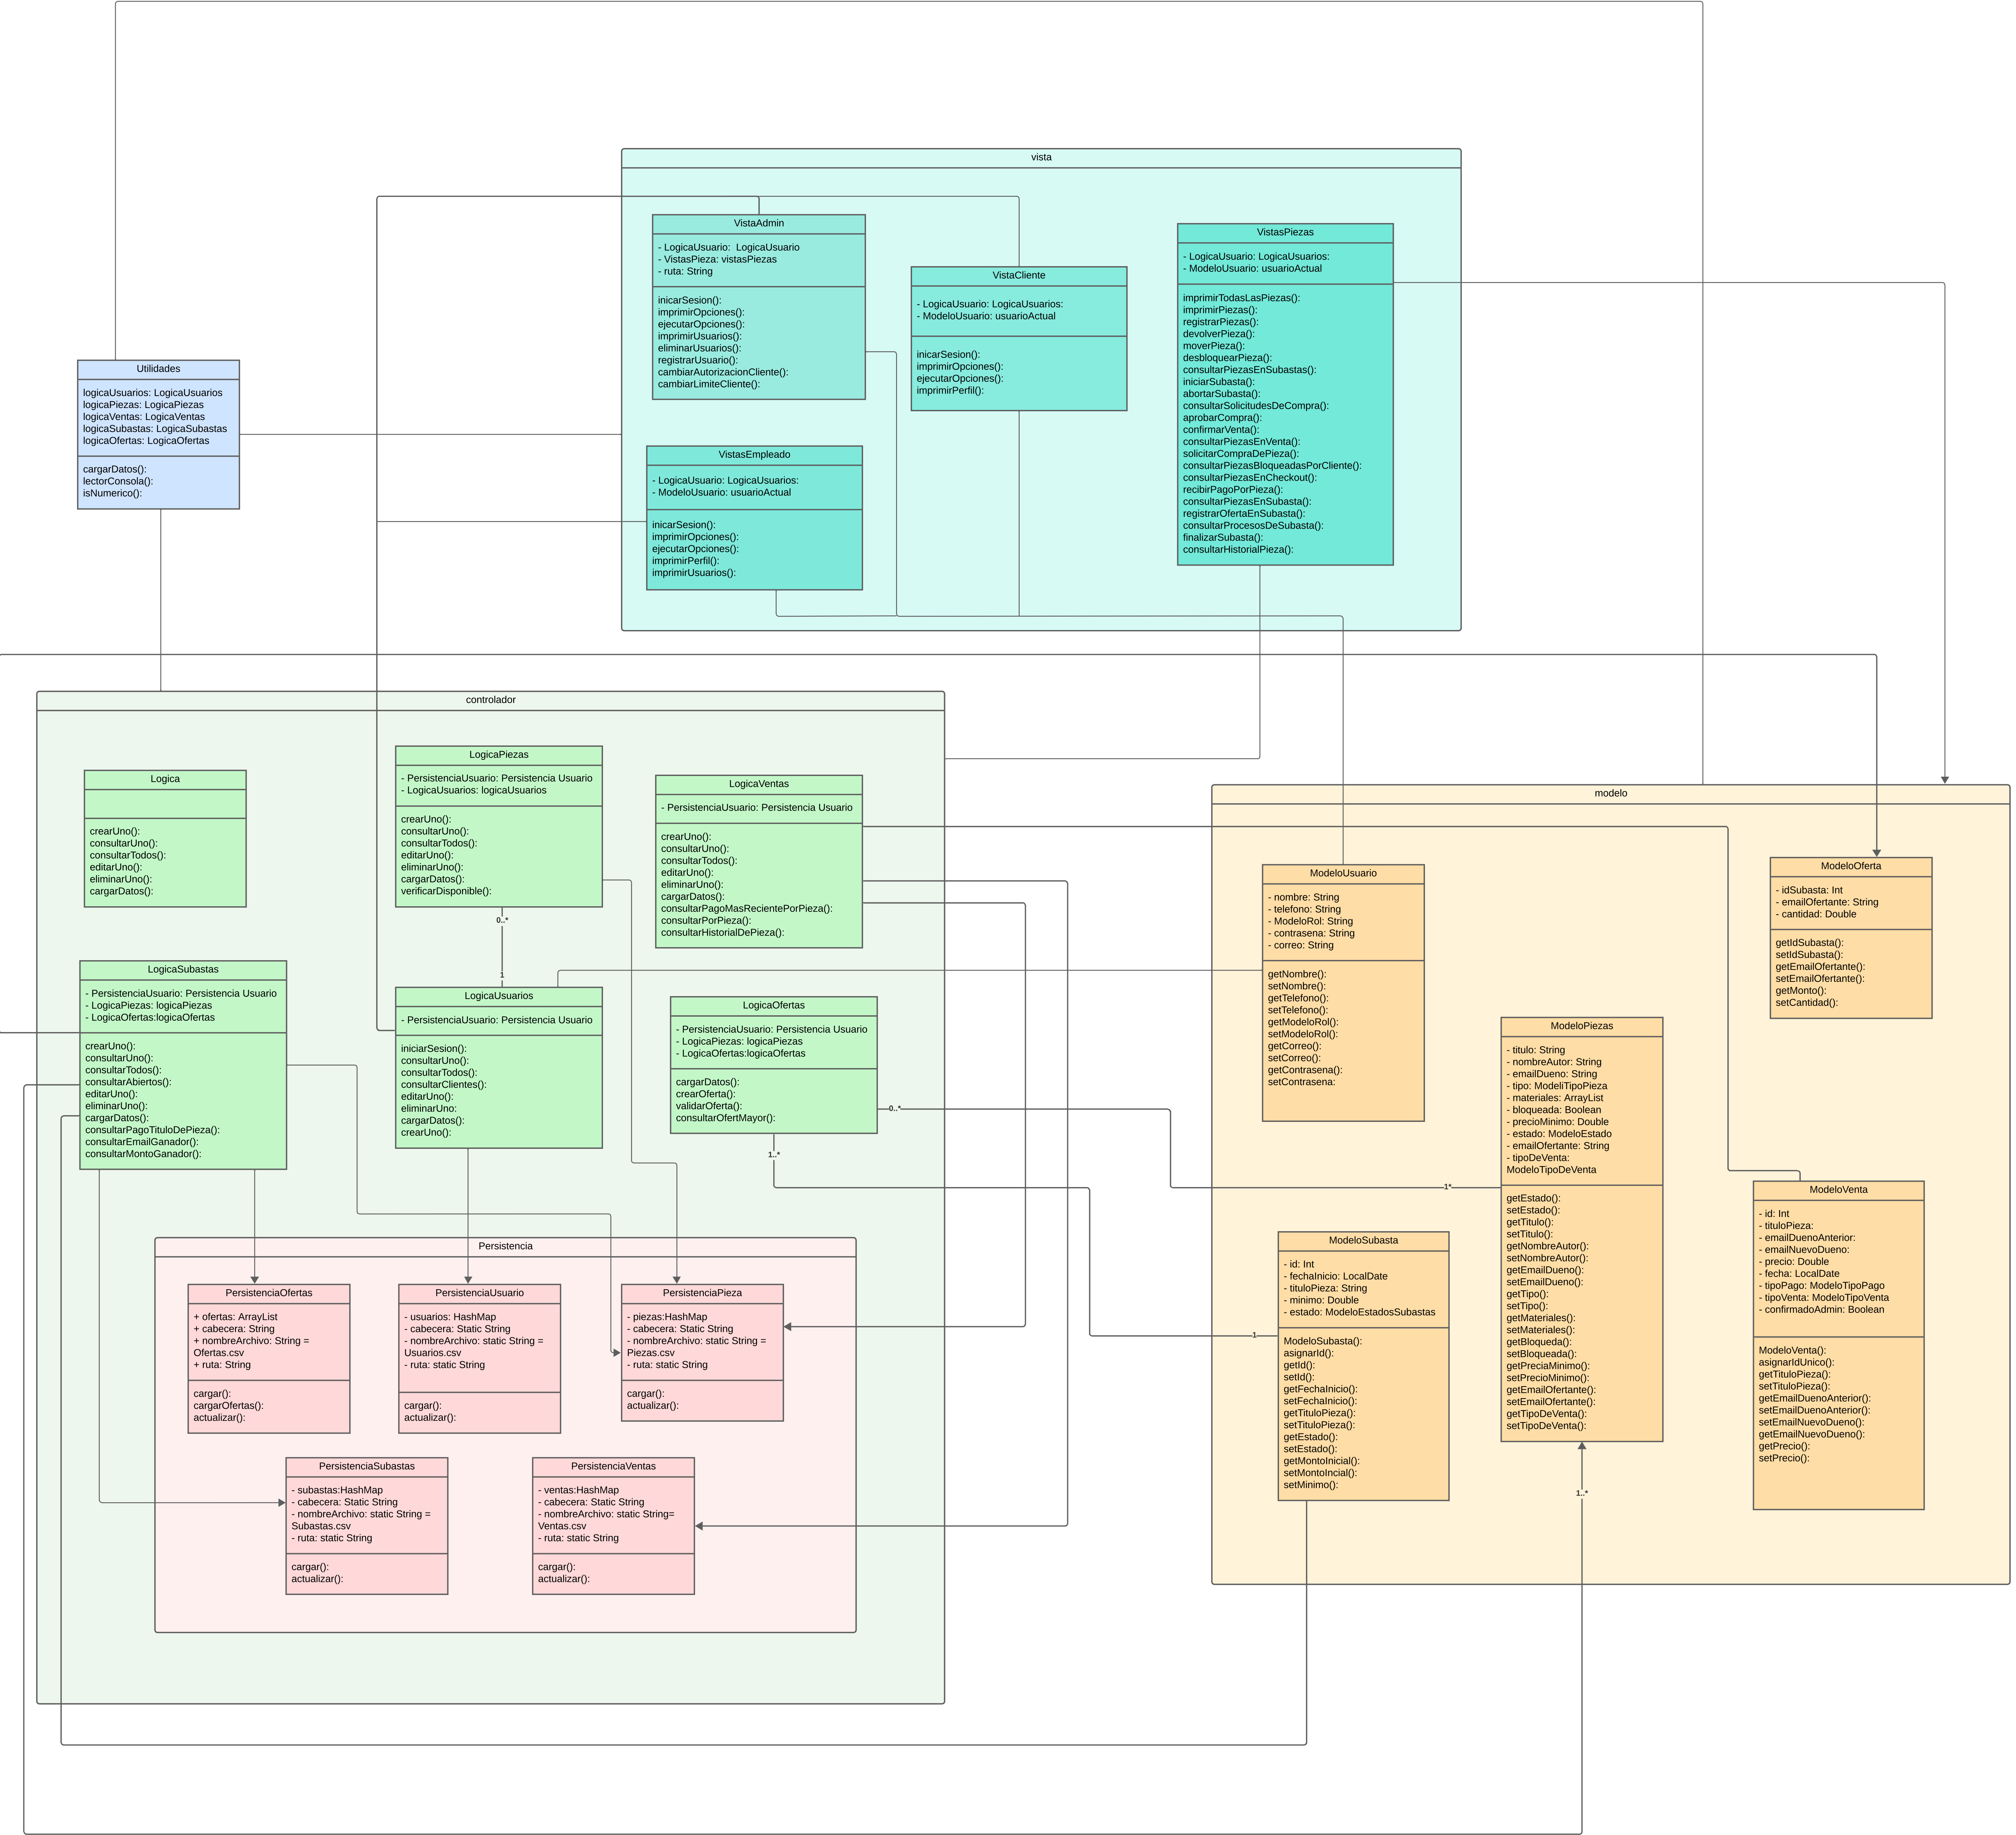 vista
VistaAdmin
- LogicaUsuario:  LogicaUsuario
- VistasPieza: vistasPiezas
- ruta: String
inicarSesion():
imprimirOpciones():
ejecutarOpciones():
imprimirUsuarios():
eliminarUsuarios():
registrarUsuario():
cambiarAutorizacionCliente():
cambiarLimiteCliente():
VistaCliente
- LogicaUsuario: LogicaUsuarios:
- ModeloUsuario: usuarioActual
inicarSesion():
imprimirOpciones():
ejecutarOpciones():
imprimirPerfil():
VistasPiezas
- LogicaUsuario: LogicaUsuarios:
- ModeloUsuario: usuarioActual
imprimirTodasLasPiezas():
imprimirPiezas():
registrarPiezas():
devolverPieza():
moverPieza():
desbloquearPieza():
consultarPiezasEnSubastas():
iniciarSubasta():
abortarSubasta():
consultarSolicitudesDeCompra():
aprobarCompra():
confirmarVenta():
consultarPiezasEnVenta():
solicitarCompraDePieza():
consultarPiezasBloqueadasPorCliente():
consultarPiezasEnCheckout():
recibirPagoPorPieza():
consultarPiezasEnSubasta():
registrarOfertaEnSubasta():
consultarProcesosDeSubasta():
finalizarSubasta():
consultarHistorialPieza():
Utilidades
logicaUsuarios: LogicaUsuarios
logicaPiezas: LogicaPiezas
logicaVentas: LogicaVentas
logicaSubastas: LogicaSubastas
logicaOfertas: LogicaOfertas
cargarDatos():
lectorConsola():
isNumerico():
VistasEmpleado
- LogicaUsuario: LogicaUsuarios:
- ModeloUsuario: usuarioActual
inicarSesion():
imprimirOpciones():
ejecutarOpciones():
imprimirPerfil():
imprimirUsuarios():
controlador
Logica
crearUno():
consultarUno():
consultarTodos():
editarUno():
eliminarUno():
cargarDatos():
LogicaPiezas
- PersistenciaUsuario: Persistencia Usuario
- LogicaUsuarios: logicaUsuarios
crearUno():
consultarUno():
consultarTodos():
editarUno():
eliminarUno():
cargarDatos():
verificarDisponible():
0..*
1
LogicaVentas
- PersistenciaUsuario: Persistencia Usuario
crearUno():
consultarUno():
consultarTodos():
editarUno():
eliminarUno():
cargarDatos():
consultarPagoMasRecientePorPieza():
consultarPorPieza():
consultarHistorialDePieza():
LogicaSubastas
- PersistenciaUsuario: Persistencia Usuario
- LogicaPiezas: logicaPiezas
- LogicaOfertas:logicaOfertas
crearUno():
consultarUno():
consultarTodos():
consultarAbiertos():
editarUno():
eliminarUno():
cargarDatos():
consultarPagoTituloDePieza():
consultarEmailGanador():
consultarMontoGanador():
LogicaUsuarios
- PersistenciaUsuario: Persistencia Usuario
iniciarSesion():
consultarUno():
consultarTodos():
consultarClientes():
editarUno():
eliminarUno:
cargarDatos():
crearUno():
LogicaOfertas
- PersistenciaUsuario: Persistencia Usuario
- LogicaPiezas: logicaPiezas
- LogicaOfertas:logicaOfertas
cargarDatos():
crearOferta():
validarOferta():
consultarOfertMayor():
0..*
1..*
1*
1
Persistencia
PersistenciaOfertas
+ ofertas: ArrayList
+ cabecera: String
+ nombreArchivo: String =
Ofertas.csv
+ ruta: String
cargar():
cargarOfertas():
actualizar():
PersistenciaUsuario
- usuarios: HashMap
- cabecera: Static String
- nombreArchivo: static String =
Usuarios.csv
- ruta: static String
cargar():
actualizar():
PersistenciaPieza
- piezas:HashMap
- cabecera: Static String
- nombreArchivo: static String =
Piezas.csv
- ruta: static String
cargar():
actualizar():
PersistenciaSubastas
- subastas:HashMap
- cabecera: Static String
- nombreArchivo: static String =
Subastas.csv
- ruta: static String
cargar():
actualizar():
PersistenciaVentas
- ventas:HashMap
- cabecera: Static String
- nombreArchivo: static String=
Ventas.csv
- ruta: static String
cargar():
actualizar():
modelo
ModeloUsuario
- nombre: String
- telefono: String
- ModeloRol: String
- contrasena: String
- correo: String
getNombre():
setNombre():
getTelefono():
setTelefono():
getModeloRol():
setModeloRol():
getCorreo():
setCorreo():
getContrasena():
setContrasena:
ModeloOferta
- idSubasta: Int
- emailOfertante: String
- cantidad: Double
getIdSubasta():
setIdSubasta():
getEmailOfertante():
setEmailOfertante():
getMonto():
setCantidad():
ModeloPiezas
- titulo: String
- nombreAutor: String
- emailDueno: String
- tipo: ModeliTipoPieza
- materiales: ArrayList
- bloqueada: Boolean
- precioMinimo: Double
- estado: ModeloEstado
- emailOfertante: String
- tipoDeVenta:
ModeloTipoDeVenta
getEstado():
setEstado():
getTitulo():
setTitulo():
getNombreAutor():
setNombreAutor():
getEmailDueno():
setEmailDueno():
getTipo():
setTipo():
getMateriales():
setMateriales():
getBloqueda():
setBloqueada():
getPreciaMinimo():
setPrecioMinimo():
getEmailOfertante():
setEmailOfertante():
getTipoDeVenta():
setTipoDeVenta():
1..*
ModeloSubasta
- id: Int
- fechaInicio: LocalDate
- tituloPieza: String
- minimo: Double
- estado: ModeloEstadosSubastas
ModeloSubasta():
asignarId():
getId():
setId():
getFechaInicio():
setFechaInicio():
getTituloPieza():
setTituloPieza():
getEstado():
setEstado():
getMontoInicial():
setMontoIncial():
setMinimo():
ModeloVenta
- id: Int
- tituloPieza:
- emailDuenoAnterior:
- emailNuevoDueno:
- precio: Double
- fecha: LocalDate
- tipoPago: ModeloTipoPago
- tipoVenta: ModeloTipoVenta
- confirmadoAdmin: Boolean
ModeloVenta():
asignarIdUnico():
getTituloPieza():
setTituloPieza():
getEmailDuenoAnterior():
setEmailDuenoAnterior():
setEmailNuevoDueno():
getEmailNuevoDueno():
getPrecio():
setPrecio():